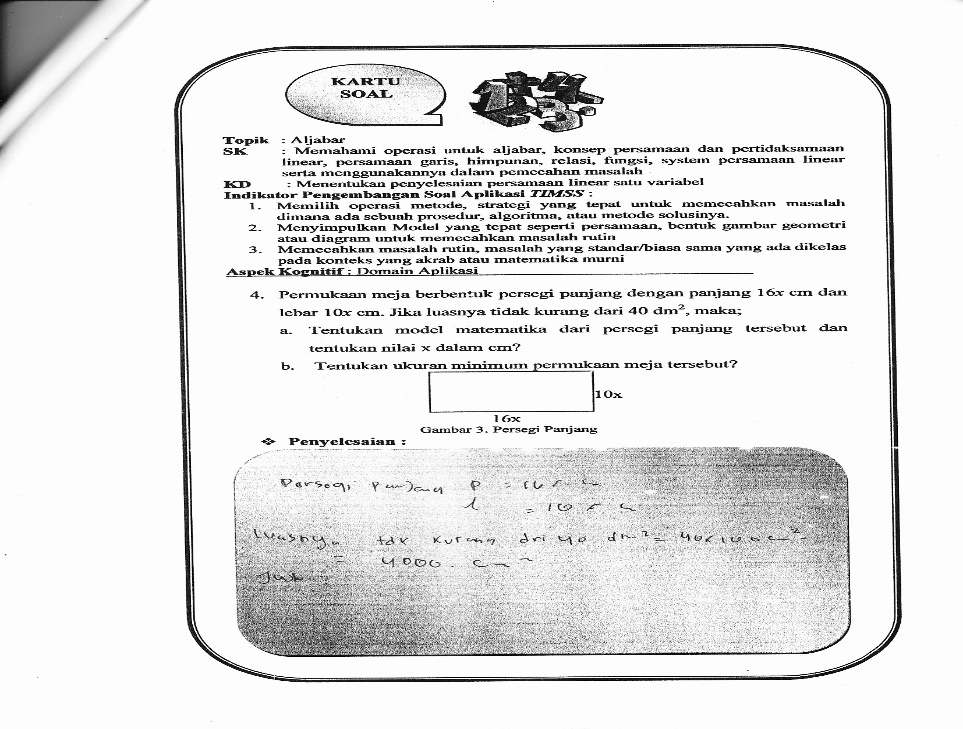 KARTU
SOAL
123
Topik : Aljabar
SK : Memahami operasi untuk aljabar, konsep persamaan dan pertidaksamaan
linear, persamaan garis, himpunan, relasi, fungsi, system persamaan linear
serta menggunakannya dalam pemecahan masalah
KD : Menentukan penyelesaian persamaan linear satu variabel
Indikator Pengembangan Soal Aplikasi TIMSS :
1. Memilih operasi metode, strategi yang tepat untuk memecahkan masalah
dimana ada sebuah prosedur, algoritma, atau metode solusinya.
2. Menyimpulkan Model yang tepat seperti persamaan, bentuk gambar geometri
atau diagram untuk memecahkan masalah rutin
3. Memecahkan masalah rutin, masalah yang standar/biasa sama yang ada dikelas
pada konteks yang akrab atau matematika murni
Aspek Kognitif : Domain Aplikasi
4. Permukaan meja berbentuk persegi panjang dengan panjang 16x cm dan
lebar 10x cm. Jika luasnya tidak kurang dari 40 dm², maka;
a. Tentukan model matematika dari persegi panjang tersebut dan
tentukan nilai x dalam cm?
b. Tentukan ukuran minimum permukaan meja tersebut?
10x
16x
Gambar 3. Persegi Panjang
❖ Penyelesaian :
Persegi Panjang P = 16 x
l = 10 x
Luasnya tdk kurang dri 40 dm² = 40x100 cm²
= 4000 cm²